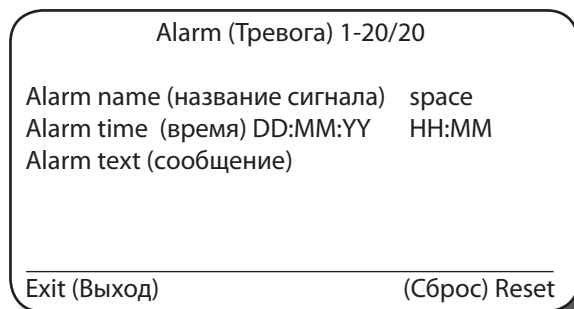 Alarm (Тревога) 1-20/20
Alarm name (название сигнала) space
Alarm time (время) DD:MM:YY HH:MM
Alarm text (сообщение)
Exit (Выход) (Сброс) Reset